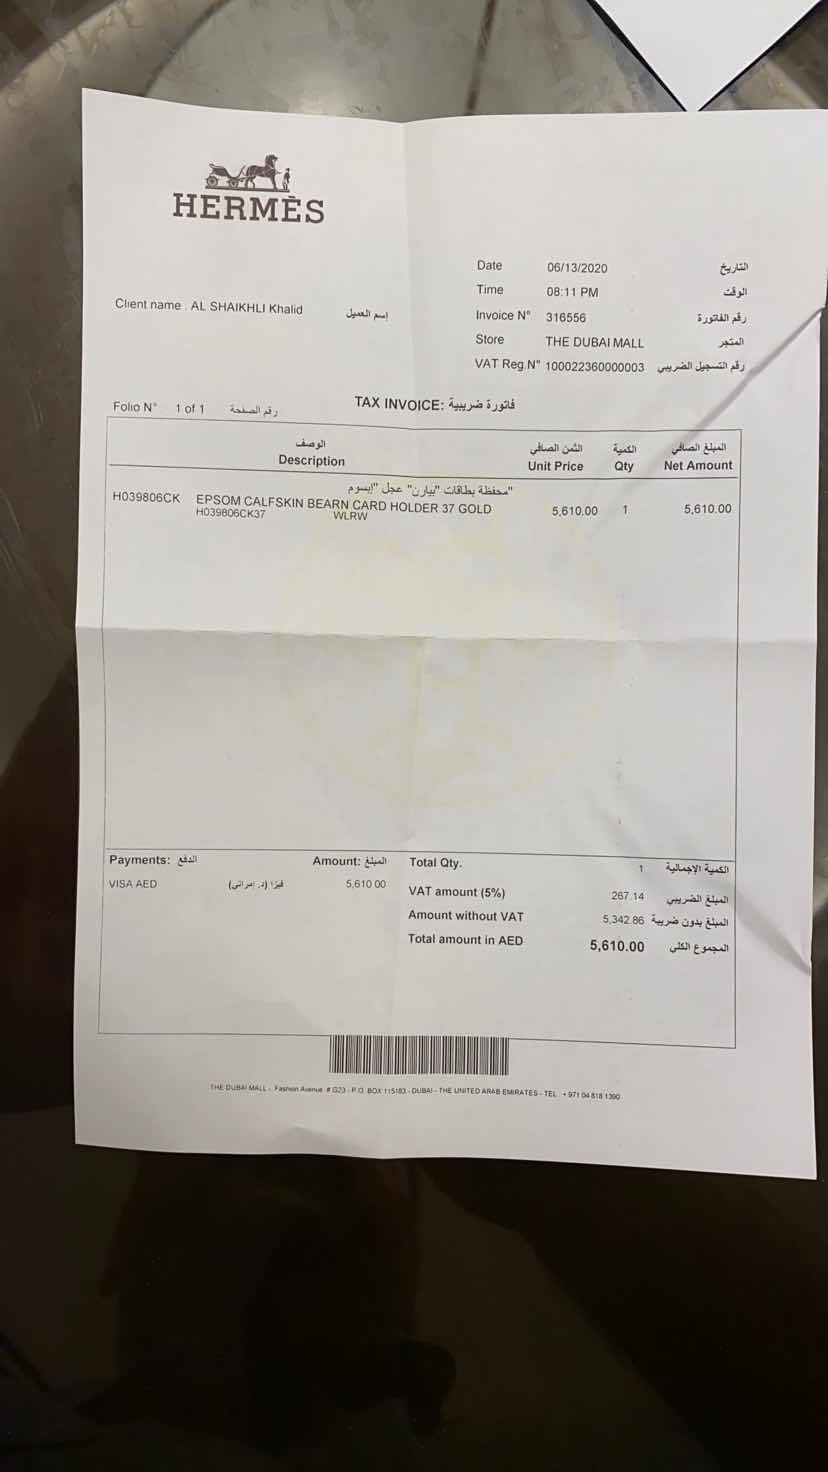 HERMÈS
Date 06/13/2020 التاريخ
Time 08:11 PM الوقت
Client name . AL SHAIKHLI Khalid إسم العميل
Invoice N° 316556 رقم الفاتورة
Store THE DUBAI MALL المتجر
VAT Reg.N° 100022360000003 رقم التسجيل الضريبي
Folio N° 1 of 1 رقم الصفحة
TAX INVOICE: فاتورة ضريبية
الوصف الثمن الصافي الكمية المبلغ الصافي
Description Unit Price Qty Net Amount
محفظة بطاقات "بيارن" عجل "إبسوم"
H039806CK EPSOM CALFSKIN BEARN CARD HOLDER 37 GOLD 5,610.00 1 5,610.00
H039806CK37 WLRW
Payments: الدفع Amount: المبلغ
VISA AED فيزا (د. إمراتي) 5,610 00
Total Qty. 1 الكمية الإجمالية
VAT amount (5%) 267.14 المبلغ الضريبي
Amount without VAT 5,342.86 المبلغ بدون ضريبة
Total amount in AED 5,610.00 المجموع الكلي
THE DUBAI MALL - Fashion Avenue # G23 - P.O. BOX 115183 - DUBAI - THE UNITED ARAB EMIRATES - TEL +971 04 818 1390